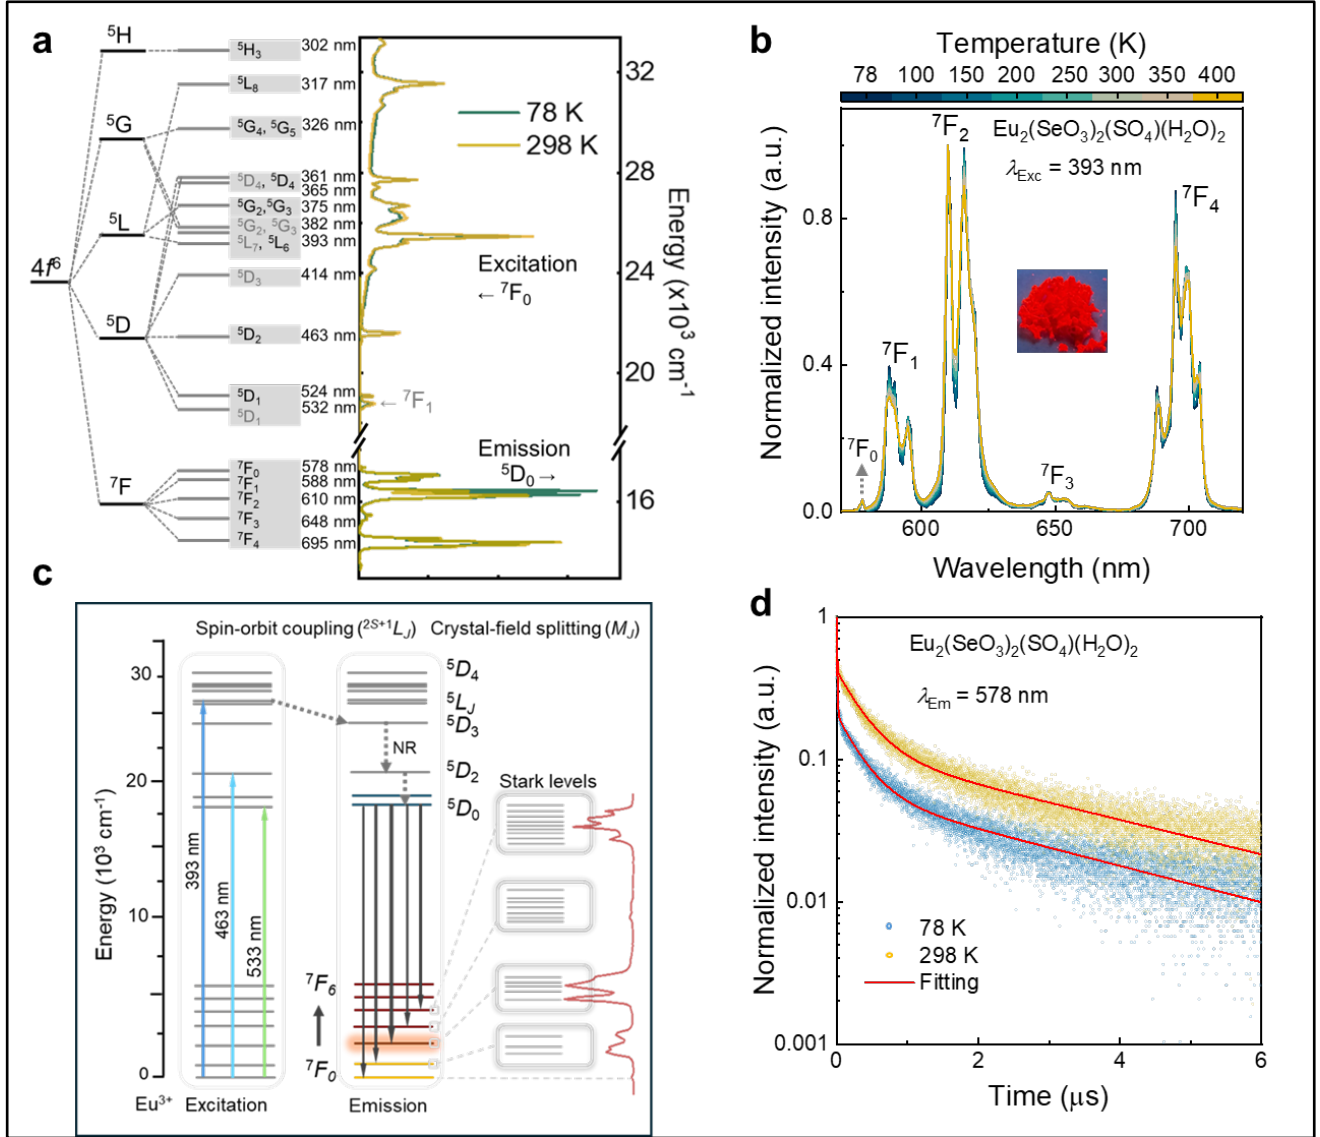 a
⁵H
⁵G
⁵L
4f⁶
⁵D
⁷F
⁵H₃ 302 nm
⁵L₈ 317 nm
⁵G₄, ⁵G₅ 326 nm
⁵D₄, ⁵D₄ 361 nm
365 nm
⁵G₂,⁵G₃ 375 nm
⁵G₂, ⁵G₃ 382 nm
⁵L₇, ⁵L₆ 393 nm
⁵D₃ 414 nm
⁵D₂ 463 nm
⁵D₁ 524 nm
⁵D₁ 532 nm
⁷F₀ 578 nm
⁷F₁ 588 nm
⁷F₂ 610 nm
⁷F₃ 648 nm
⁷F₄ 695 nm
78 K
298 K
Excitation
← ⁷F₀
← ⁷F₁
Emission
⁵D₀ →
32
28
24
20
16
Energy (x10³ cm⁻¹)
b
Temperature (K)
78 100 150 200 250 300 350 400
Eu₂(SeO₃)₂(SO₄)(H₂O)₂
λExc = 393 nm
⁷F₀
⁷F₁
⁷F₂
⁷F₃
⁷F₄
0.8
0.4
0.0
600 650 700
Normalized intensity (a.u.)
Wavelength (nm)
c
Spin-orbit coupling (²ˢ⁺¹L_J) Crystal-field splitting (M_J)
30
20
10
0
Energy (10³ cm⁻¹)
393 nm
463 nm
533 nm
⁵D₄
⁵L_J
⁵D₃
NR
⁵D₂
⁵D₀
Stark levels
⁷F₆
⁷F₀
Eu³⁺ Excitation Emission
d
Eu₂(SeO₃)₂(SO₄)(H₂O)₂
λEm = 578 nm
1
0.1
0.01
0.001
78 K
298 K
Fitting
0 2 4 6
Normalized intensity (a.u.)
Time (μs)